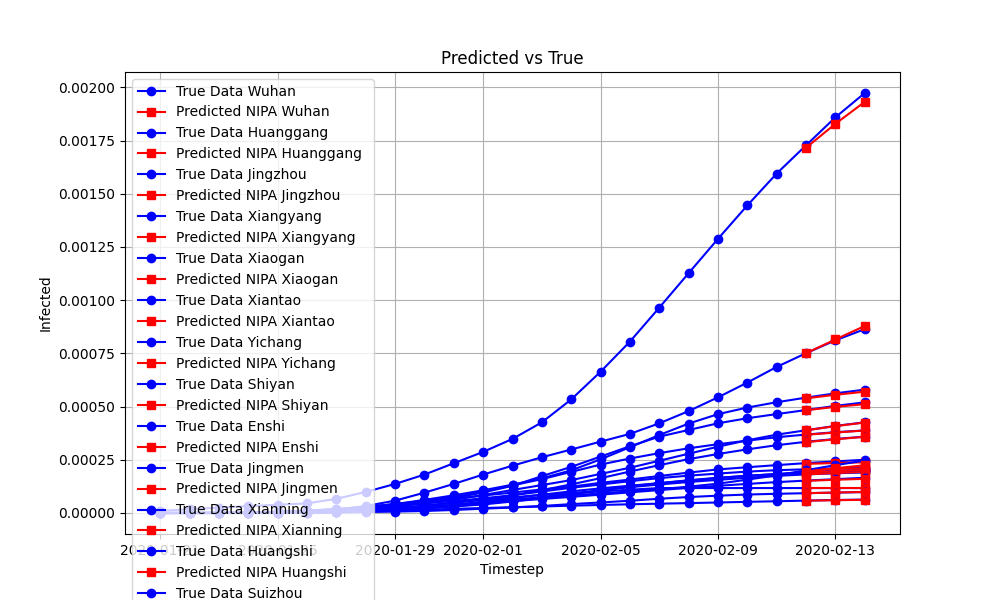 Predicted vs True
0.00200
0.00175
0.00150
0.00125
0.00100
0.00075
0.00050
0.00025
0.00000
Infected
True Data Wuhan
Predicted NIPA Wuhan
True Data Huanggang
Predicted NIPA Huanggang
True Data Jingzhou
Predicted NIPA Jingzhou
True Data Xiangyang
Predicted NIPA Xiangyang
True Data Xiaogan
Predicted NIPA Xiaogan
True Data Xiantao
Predicted NIPA Xiantao
True Data Yichang
Predicted NIPA Yichang
True Data Shiyan
Predicted NIPA Shiyan
True Data Enshi
Predicted NIPA Enshi
True Data Jingmen
Predicted NIPA Jingmen
True Data Xianning
Predicted NIPA Xianning
True Data Huangshi
Predicted NIPA Huangshi
True Data Suizhou
2020-01-29 2020-02-01 2020-02-05 2020-02-09 2020-02-13
Timestep